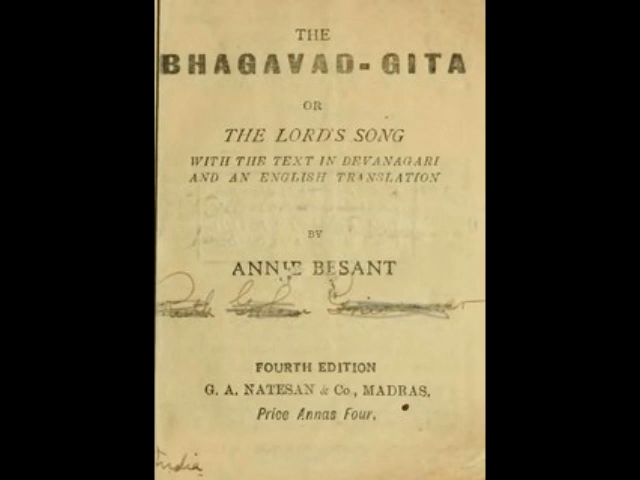 THE
BHAGAVAD-GITA
OR
THE LORD'S SONG
WITH THE TEXT IN DEVANAGARI
AND AN ENGLISH TRANSLATION
BY
ANNIE BESANT
FOURTH EDITION
G. A. NATESAN & Co., MADRAS.
Price Annas Four.
India